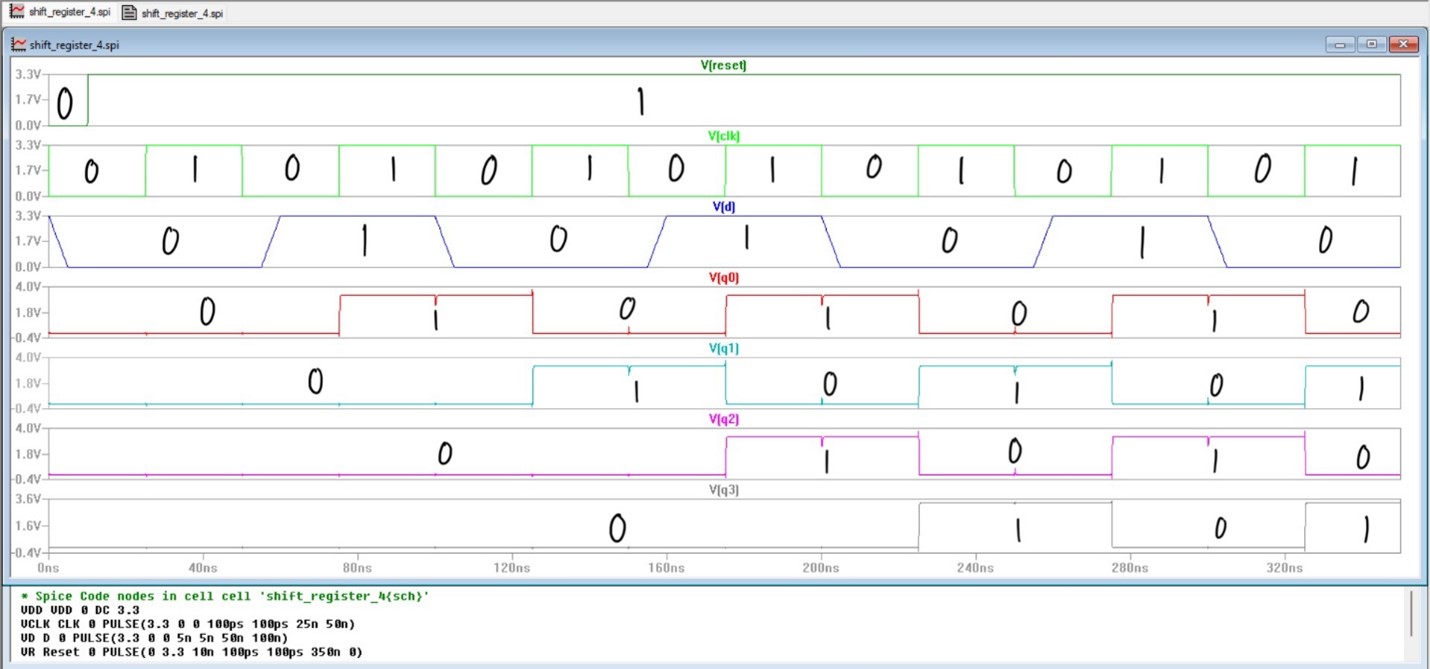 shift_register_4.spi shift_register_4.spi
shift_register_4.spi
V(reset)
3.3V
1.7V
0.0V
0 1
V(clk)
3.3V
1.7V
0.0V
0 1 0 1 0 1 0 1 0 1 0 1 0 1
V(d)
3.3V
1.7V
0.0V
0 1 0 1 0 1 0
V(q0)
4.0V
1.8V
-0.4V
0 1 0 1 0 1 0
V(q1)
4.0V
1.8V
-0.4V
0 1 0 1 0 1
V(q2)
4.0V
1.8V
-0.4V
0 1 0 1 0
V(q3)
3.6V
1.6V
-0.4V
0 1 0 1
0ns 40ns 80ns 120ns 160ns 200ns 240ns 280ns 320ns
* Spice Code nodes in cell cell 'shift_register_4{sch}'
VDD VDD 0 DC 3.3
VCLK CLK 0 PULSE(3.3 0 0 100ps 100ps 25n 50n)
VD D 0 PULSE(3.3 0 0 5n 5n 50n 100n)
VR Reset 0 PULSE(0 3.3 10n 100ps 100ps 350n 0)